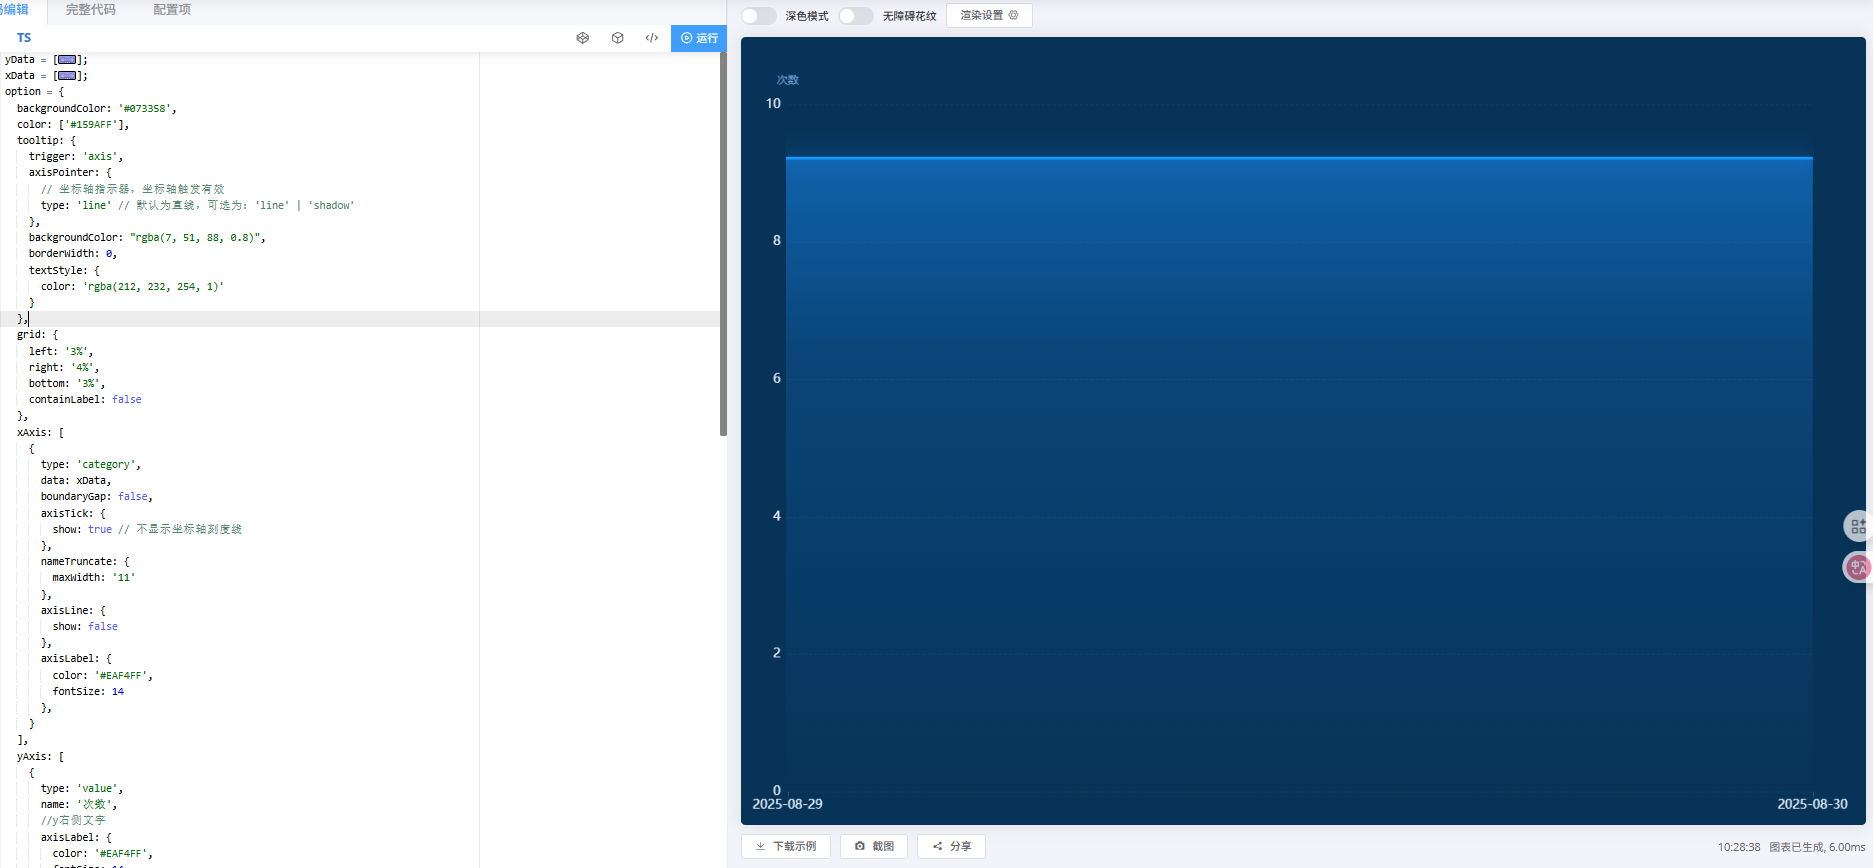 编辑 完整代码 配置项
TS 运行
yData = [];
xData = [];
option = {
backgroundColor: '#073358',
color: ['#159AFF'],
tooltip: {
trigger: 'axis',
axisPointer: {
// 坐标轴指示器，坐标轴触发有效
type: 'line' // 默认为直线，可选为：'line' | 'shadow'
},
backgroundColor: "rgba(7, 51, 88, 0.8)",
borderWidth: 0,
textStyle: {
color: 'rgba(212, 232, 254, 1)'
}
},
grid: {
left: '3%',
right: '4%',
bottom: '3%',
containLabel: false
},
xAxis: [
{
type: 'category',
data: xData,
boundaryGap: false,
axisTick: {
show: true // 不显示坐标轴刻度线
},
nameTruncate: {
maxWidth: '11'
},
axisLine: {
show: false
},
axisLabel: {
color: '#EAF4FF',
fontSize: 14
},
}
],
yAxis: [
{
type: 'value',
name: '次数',
//y右侧文字
axisLabel: {
color: '#EAF4FF',
fontSize: 14
深色模式 无障碍花纹 渲染设置
次数
10
8
6
4
2
0
2025-08-29 2025-08-30
下载示例 截图 分享 10:28:38 图表已生成, 6.00ms
中A